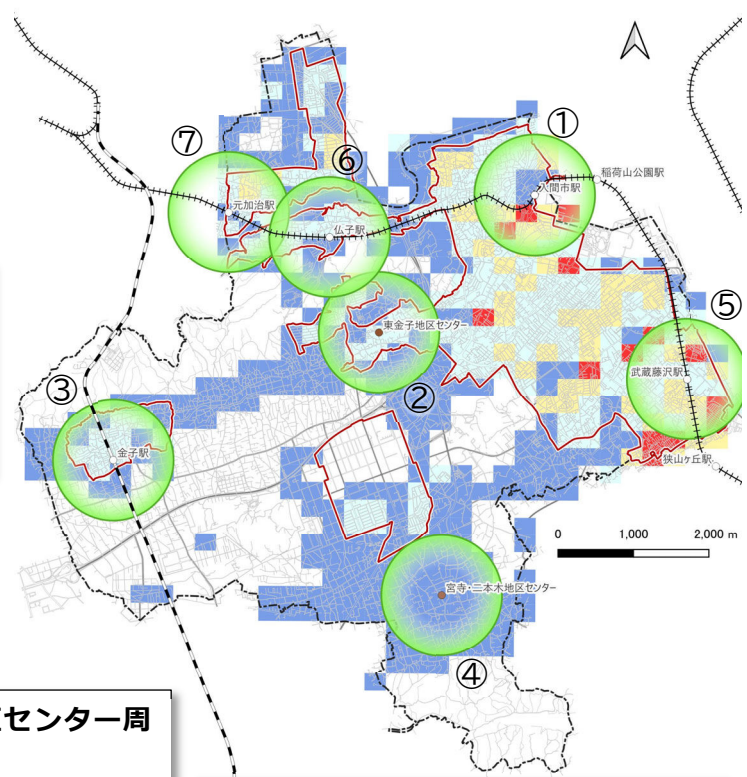 ①
稲荷山公園駅
入間市駅
⑦
⑥
元加治駅
仏子駅
⑤
東金子地区センター
武蔵藤沢駅
③
②
金子駅
狭山ヶ丘駅
0 1,000 2,000 m
宮寺・二本木地区センター
④
センター周